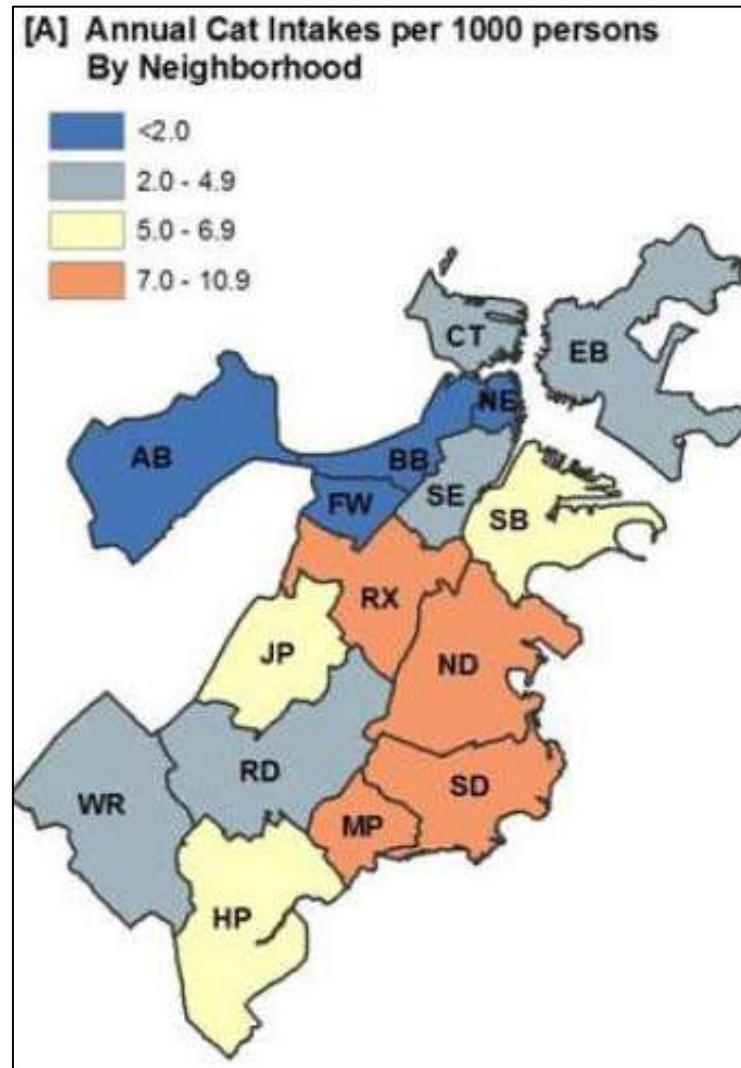 [A] Annual Cat Intakes per 1000 persons
By Neighborhood
<2.0
2.0 - 4.9
5.0 - 6.9
7.0 - 10.9
CT
EB
NE
AB
BB
FW
SE
SB
RX
JP
ND
RD
SD
WR
MP
HP